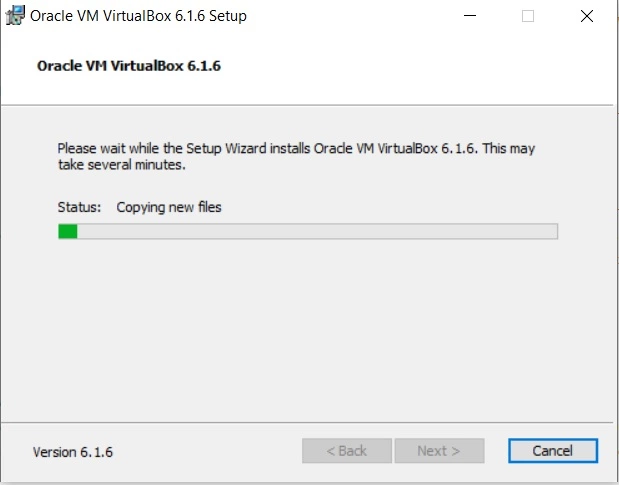 Oracle VM VirtualBox 6.1.6 Setup
Oracle VM VirtualBox 6.1.6
Please wait while the Setup Wizard installs Oracle VM VirtualBox 6.1.6. This may
take several minutes.
Status: Copying new files
Version 6.1.6
< Back
Next >
Cancel